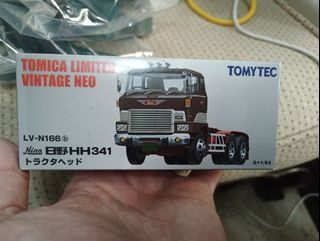 TOMICA LIMITED
VINTAGE NEO
TOMYTEC
LV-N166b
Hino 日野HH341
トラクタヘッド
S=1/64